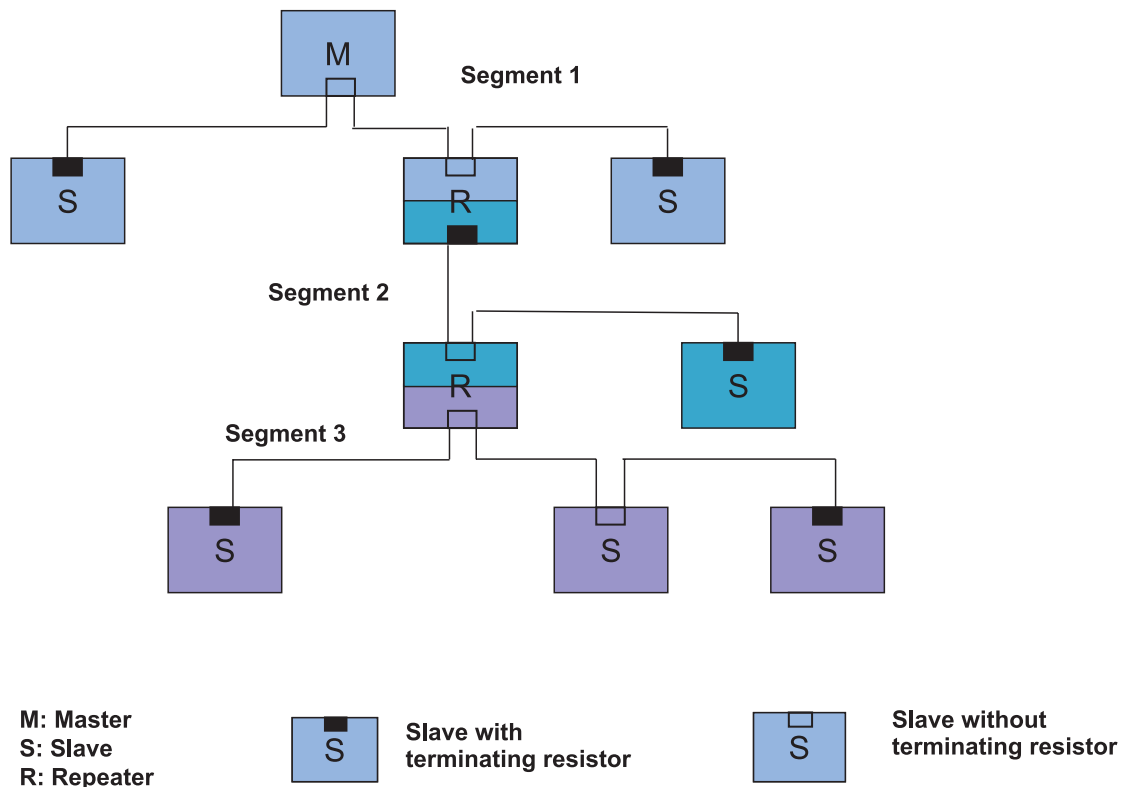 M
Segment 1
S
R
S
Segment 2
R
S
Segment 3
S
S
S
M: Master
S: Slave
R: Repeater
S
Slave with
terminating resistor
S
Slave without
terminating resistor